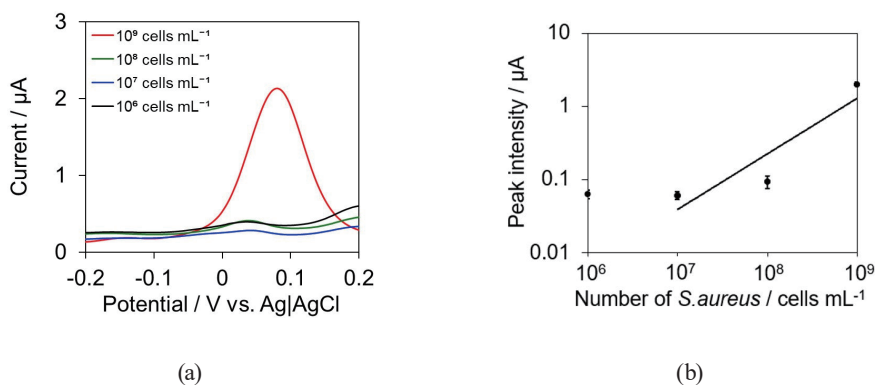 3
2
1
0
Current / µA
10⁹ cells mL⁻¹
10⁸ cells mL⁻¹
10⁷ cells mL⁻¹
10⁶ cells mL⁻¹
-0.2 -0.1 0 0.1 0.2
Potential / V vs. Ag|AgCl
(a)
10
1
0.1
0.01
Peak intensity / µA
10⁶ 10⁷ 10⁸ 10⁹
Number of S.aureus / cells mL⁻¹
(b)